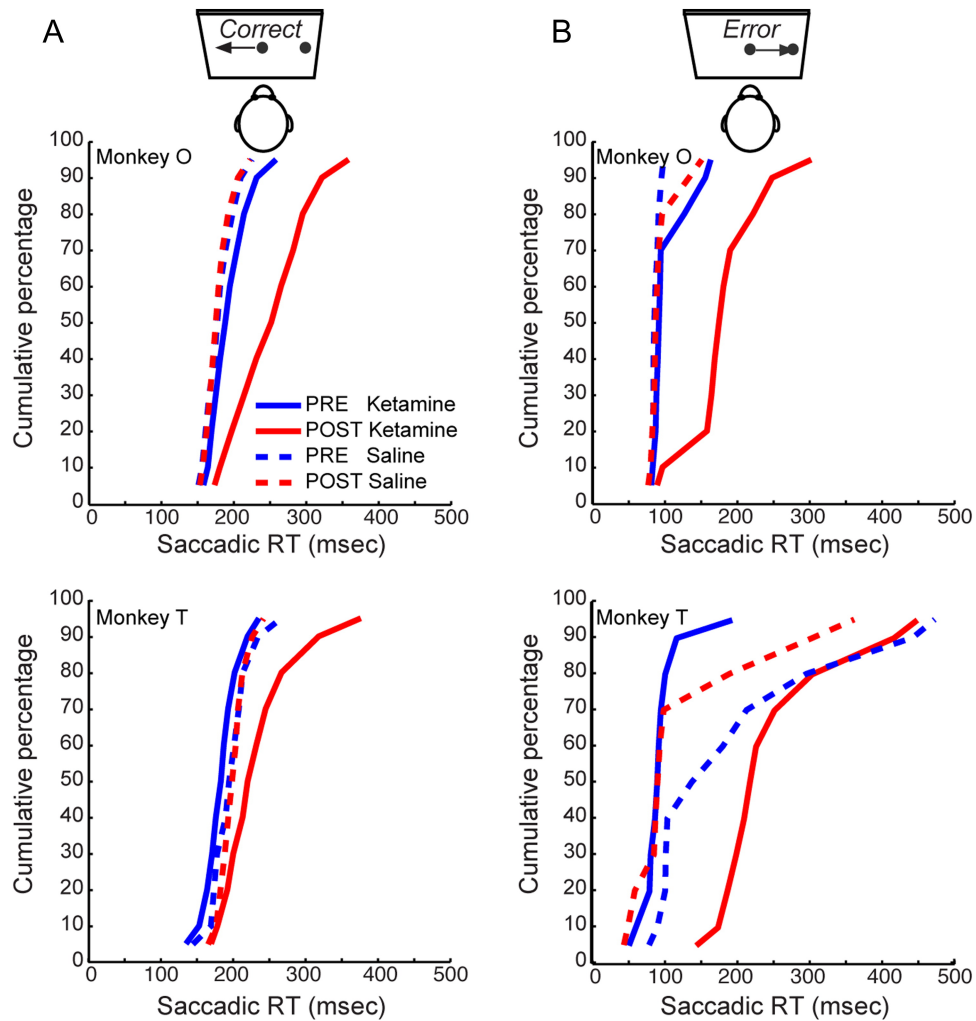 A
Correct
B
Error
Monkey O
Cumulative percentage
100
90
80
70
60
50
40
30
20
10
0
PRE Ketamine
POST Ketamine
PRE Saline
POST Saline
0 100 200 300 400 500
Saccadic RT (msec)
Monkey O
Cumulative percentage
100
90
80
70
60
50
40
30
20
10
0
0 100 200 300 400 500
Saccadic RT (msec)
Monkey T
Cumulative percentage
100
90
80
70
60
50
40
30
20
10
0
0 100 200 300 400 500
Saccadic RT (msec)
Monkey T
Cumulative percentage
100
90
80
70
60
50
40
30
20
10
0
0 100 200 300 400 500
Saccadic RT (msec)